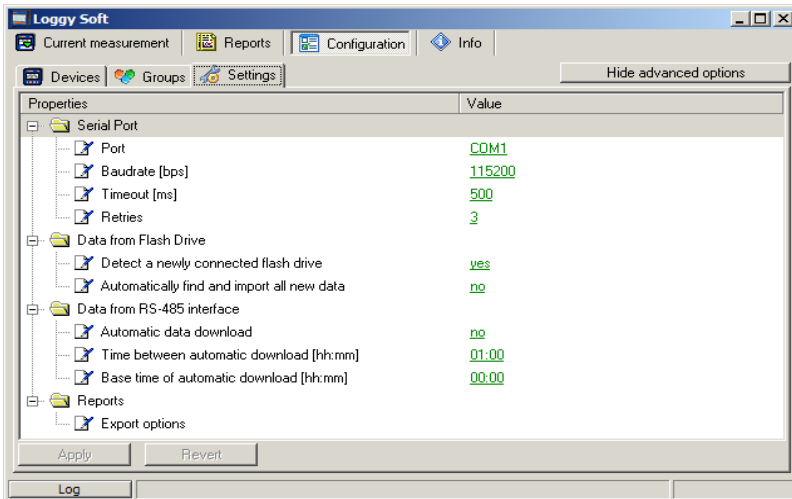 Loggy Soft
Current measurement Reports Configuration Info
Devices Groups Settings Hide advanced options
Properties Value
Serial Port
Port COM1
Baudrate [bps] 115200
Timeout [ms] 500
Retries 3
Data from Flash Drive
Detect a newly connected flash drive yes
Automatically find and import all new data no
Data from RS-485 interface
Automatic data download no
Time between automatic download [hh:mm] 01:00
Base time of automatic download [hh:mm] 00:00
Reports
Export options
Apply Revert
Log